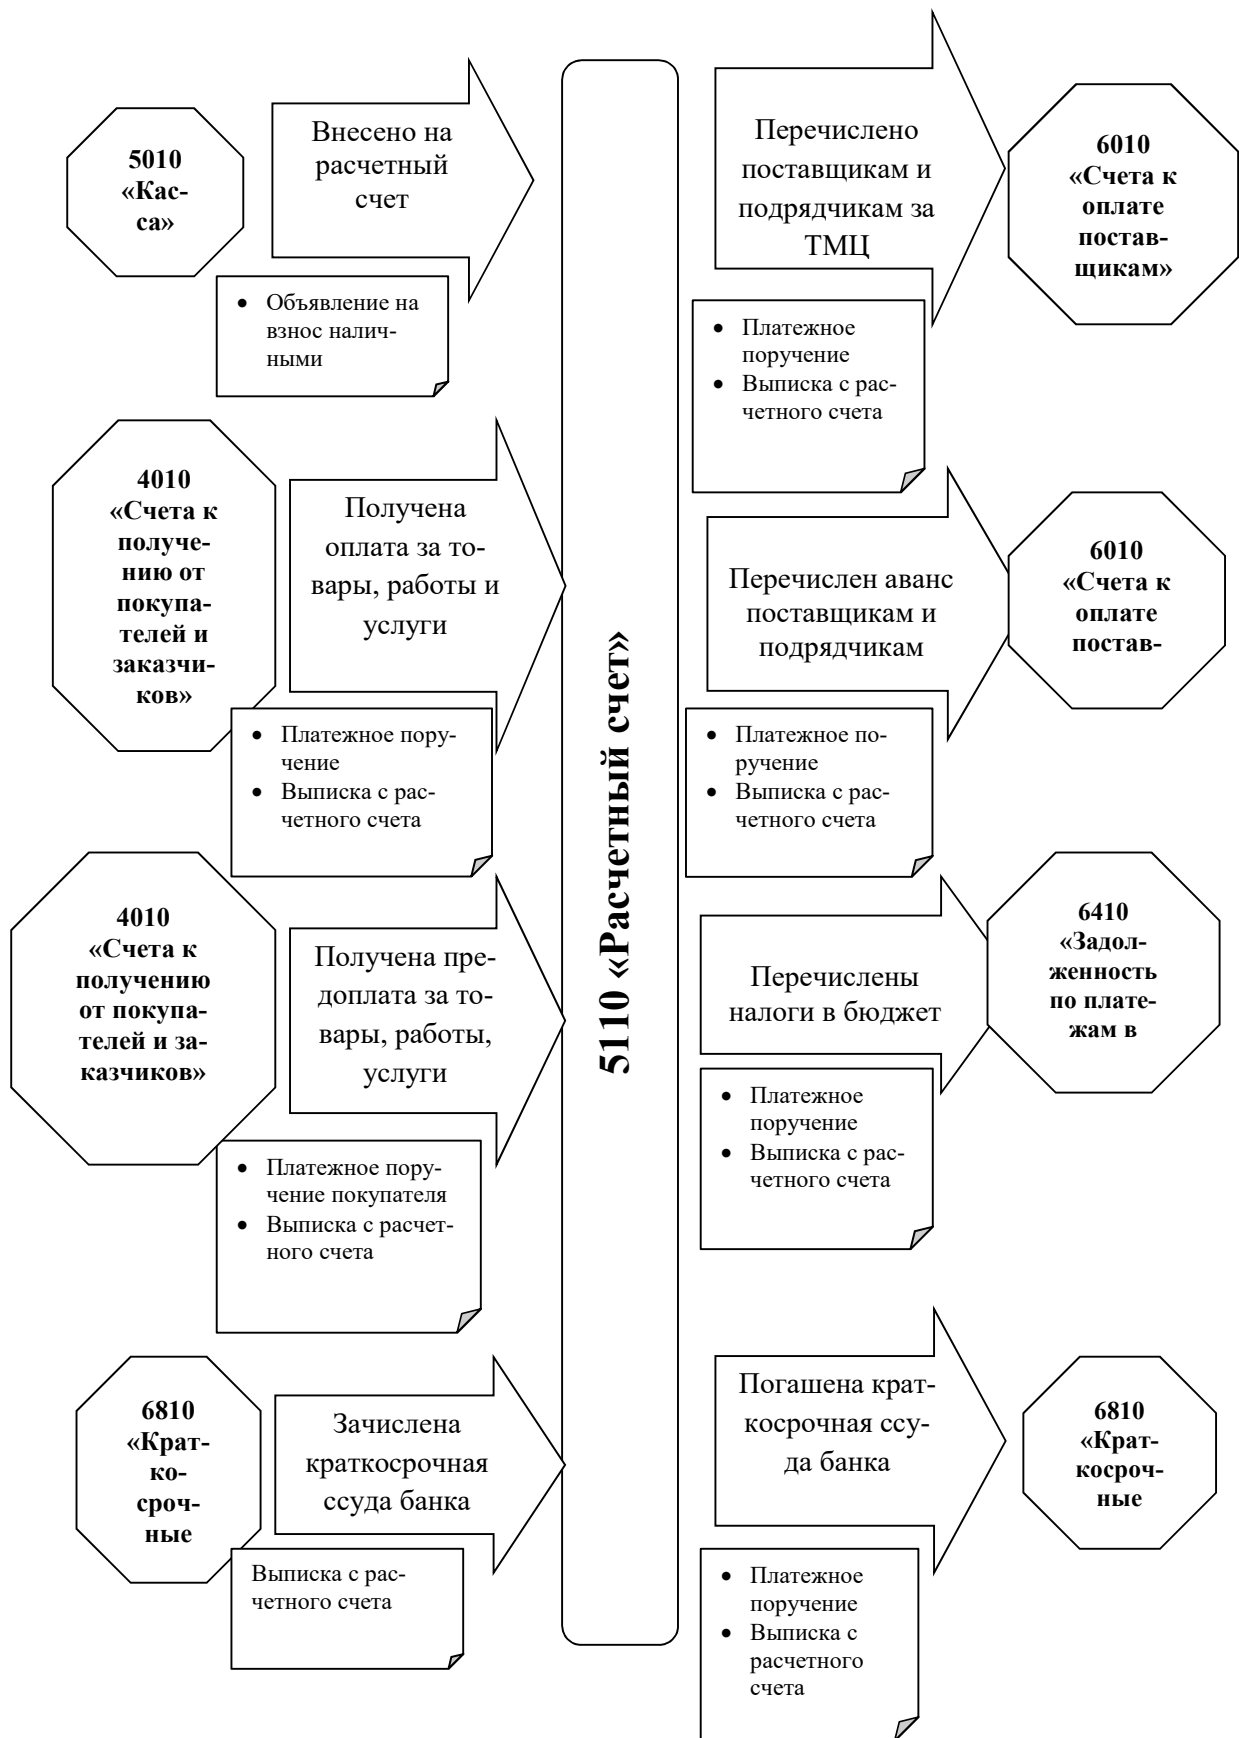 5010
«Кас-
са»
Внесено на
расчетный
счет
• Объявление на
взнос налич-
ными
4010
«Счета к
получе-
нию от
покупа-
телей и
заказчи-
ков»
Получена
оплата за то-
вары, работы и
услуги
• Платежное пору-
чение
• Выписка с рас-
четного счета
4010
«Счета к
получению
от покупа-
телей и за-
казчиков»
Получена пре-
доплата за то-
вары, работы,
услуги
• Платежное пору-
чение покупателя
• Выписка с расчет-
ного счета
6810
«Крат-
ко-
сроч-
ные
Зачислена
краткосрочная
ссуда банка
Выписка с рас-
четного счета
5110 «Расчетный счет»
Перечислено
поставщикам и
подрядчикам за
ТМЦ
6010
«Счета к
оплате
постав-
щикам»
• Платежное
поручение
• Выписка с рас-
четного счета
Перечислен аванс
поставщикам и
подрядчикам
6010
«Счета к
оплате
постав-
• Платежное по-
ручение
• Выписка с рас-
четного счета
Перечислены
налоги в бюджет
6410
«Задол-
женность
по плате-
жам в
• Платежное
поручение
• Выписка с рас-
четного счета
Погашена крат-
косрочная ссу-
да банка
6810
«Крат-
косроч-
ные
• Платежное
поручение
• Выписка с
расчетного
счета